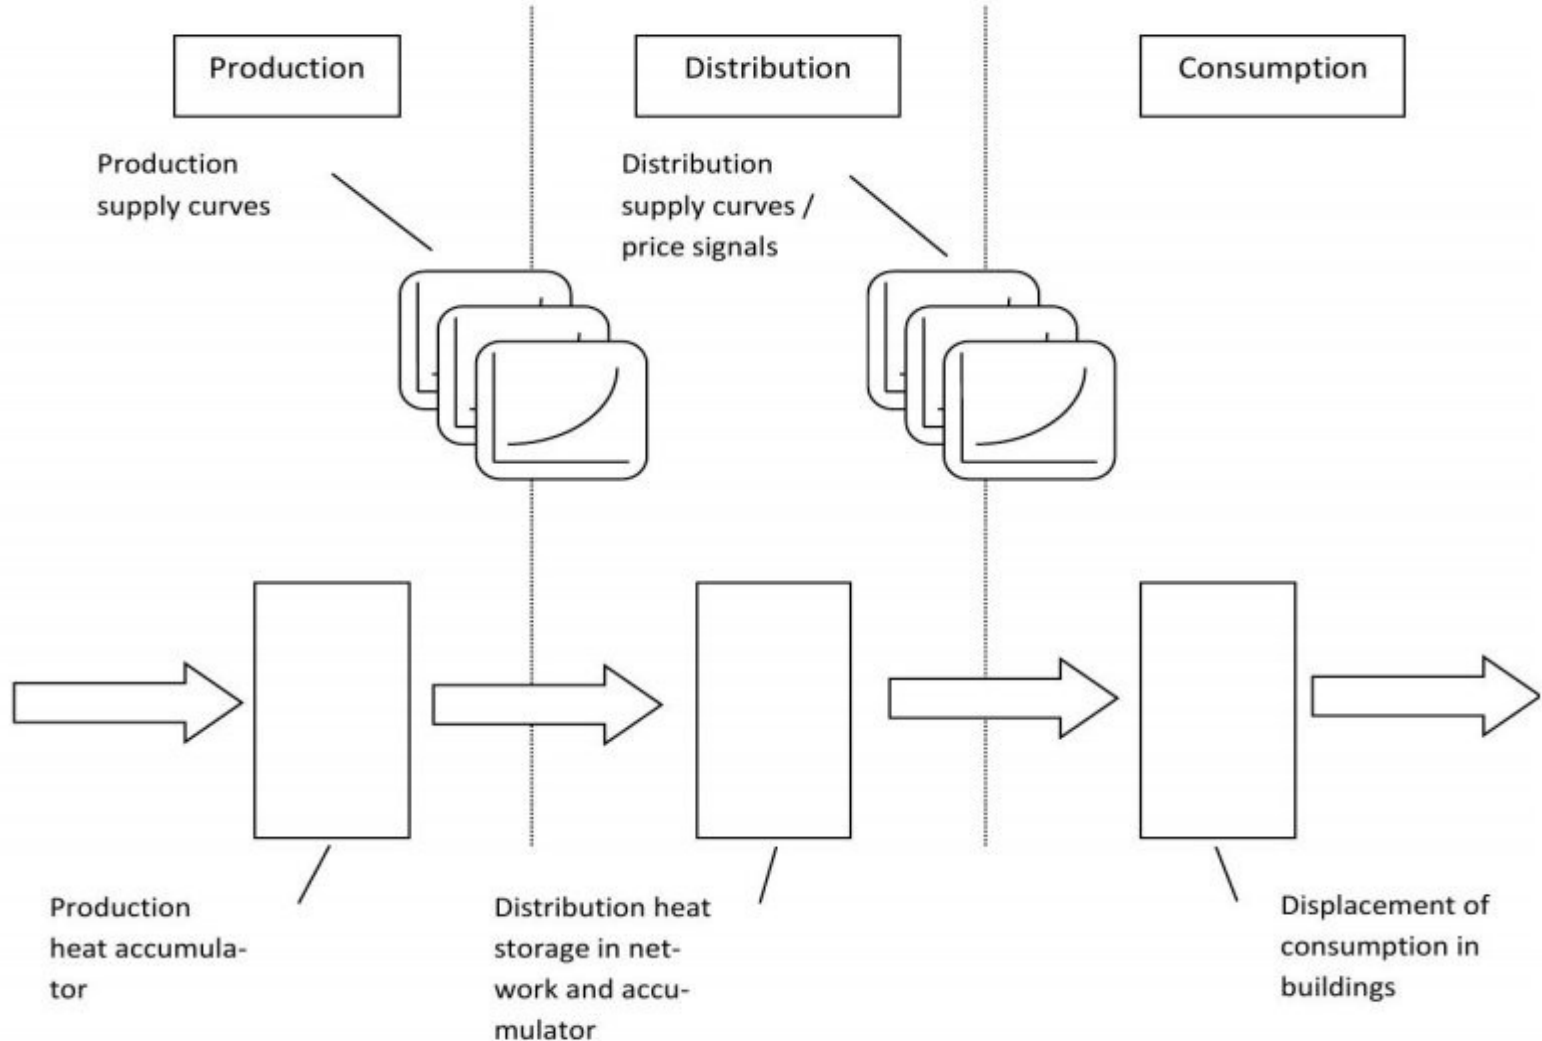 Production
Distribution
Consumption
Production
supply curves
Distribution
supply curves /
price signals
Production
heat accumula-
tor
Distribution heat
storage in net-
work and accu-
mulator
Displacement of
consumption in
buildings